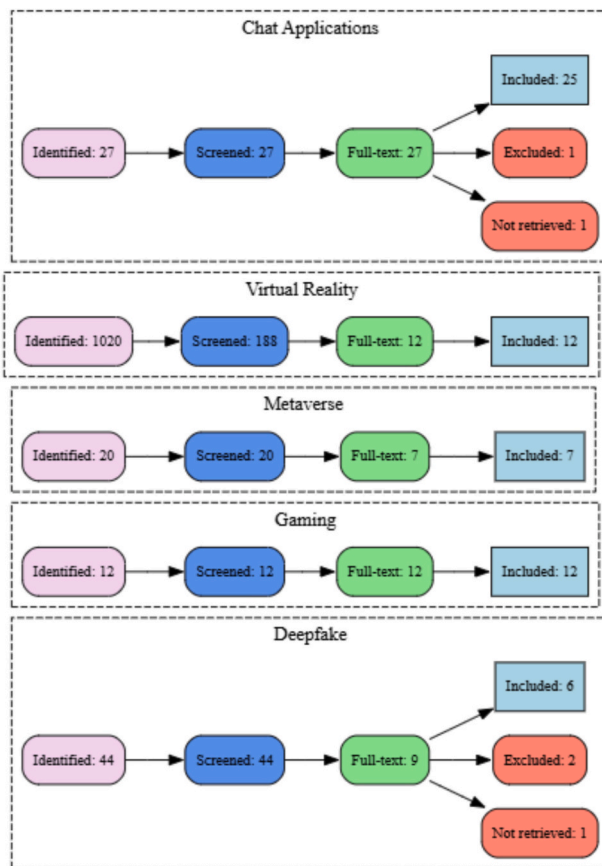 Chat Applications
Included: 25
Identified: 27
Screened: 27
Full-text: 27
Excluded: 1
Not retrieved: 1
Virtual Reality
Identified: 1020
Screened: 188
Full-text: 12
Included: 12
Metaverse
Identified: 20
Screened: 20
Full-text: 7
Included: 7
Gaming
Identified: 12
Screened: 12
Full-text: 12
Included: 12
Deepfake
Included: 6
Identified: 44
Screened: 44
Full-text: 9
Excluded: 2
Not retrieved: 1